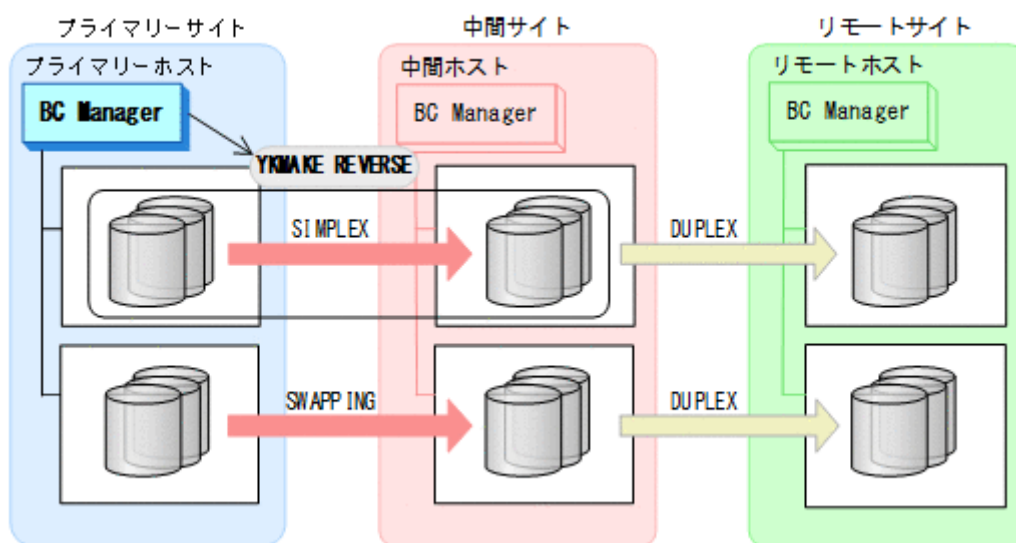 プライマリーサイト
中間サイト
リモートサイト
プライマリーホスト
中間ホスト
リモートホスト
BC Manager
BC Manager
BC Manager
YKMAKE REVERSE
SIMPLEX
DUPLEX
SWAPPING
DUPLEX